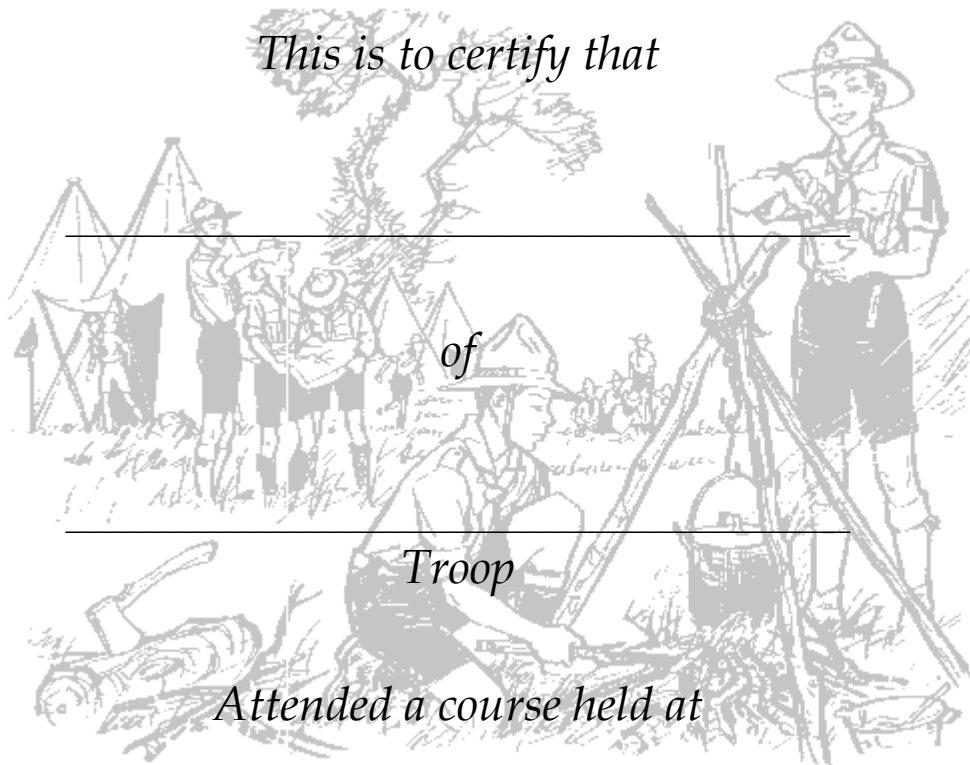 This is to certify that
of
Troop
Attended a course held at